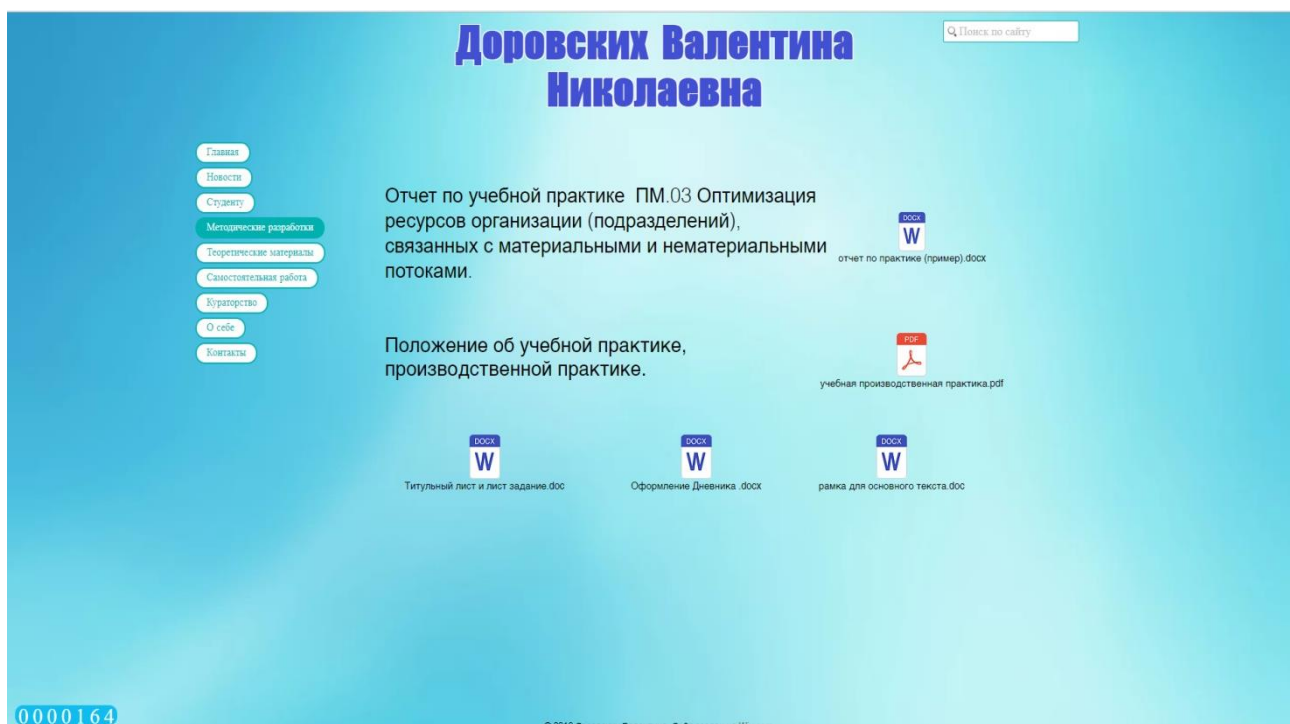 Доровских Валентина
Николаевна
Поиск по сайту
Главная
Новости
Студенту
Методические разработки
Теоретические материалы
Самостоятельная работа
Кураторство
О себе
Контакты
Отчет по учебной практике ПМ.03 Оптимизация
ресурсов организации (подразделений),
связанных с материальными и нематериальными
потоками.
DOCX
W
отчет по практике (пример).docx
Положение об учебной практике,
производственной практике.
PDF
учебная производственная практика.pdf
DOCX
W
Титульный лист и лист задание.doc
DOCX
W
Оформление Дневника .docx
DOCX
W
рамка для основного текста.doc
0000164